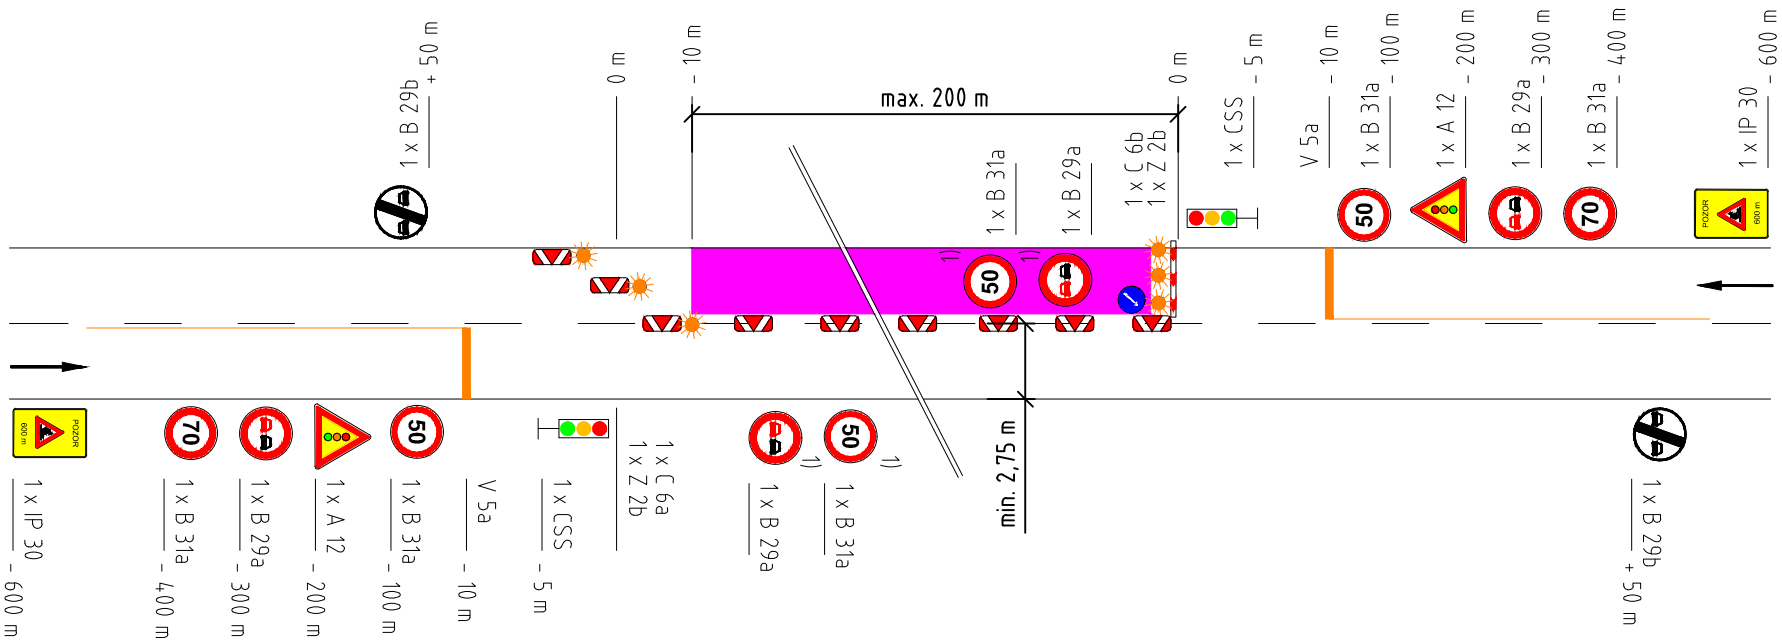 1 x B 29b
+ 50 m
0 m
- 10 m
max. 200 m
0 m
1 x B 31a
1)
1 x B 29a
1)
1 x C 6b
1 x Z 2b
1 x CSS
- 5 m
V 5a
- 10 m
1 x B 31a
- 100 m
1 x A 12
- 200 m
1 x B 29a
- 300 m
1 x B 31a
- 400 m
1 x IP 30
- 600 m
50
70
POZOR
600 m
50
POZOR
600 m
70
50
50
1 x IP 30
- 600 m
1 x B 31a
- 400 m
1 x B 29a
- 300 m
1 x A 12
- 200 m
1 x B 31a
- 100 m
V 5a
- 10 m
1 x CSS
- 5 m
1 x C 6a
1 x Z 2b
1)
1 x B 29a
1)
1 x B 31a
min. 2,75 m
1 x B 29b
+ 50 m